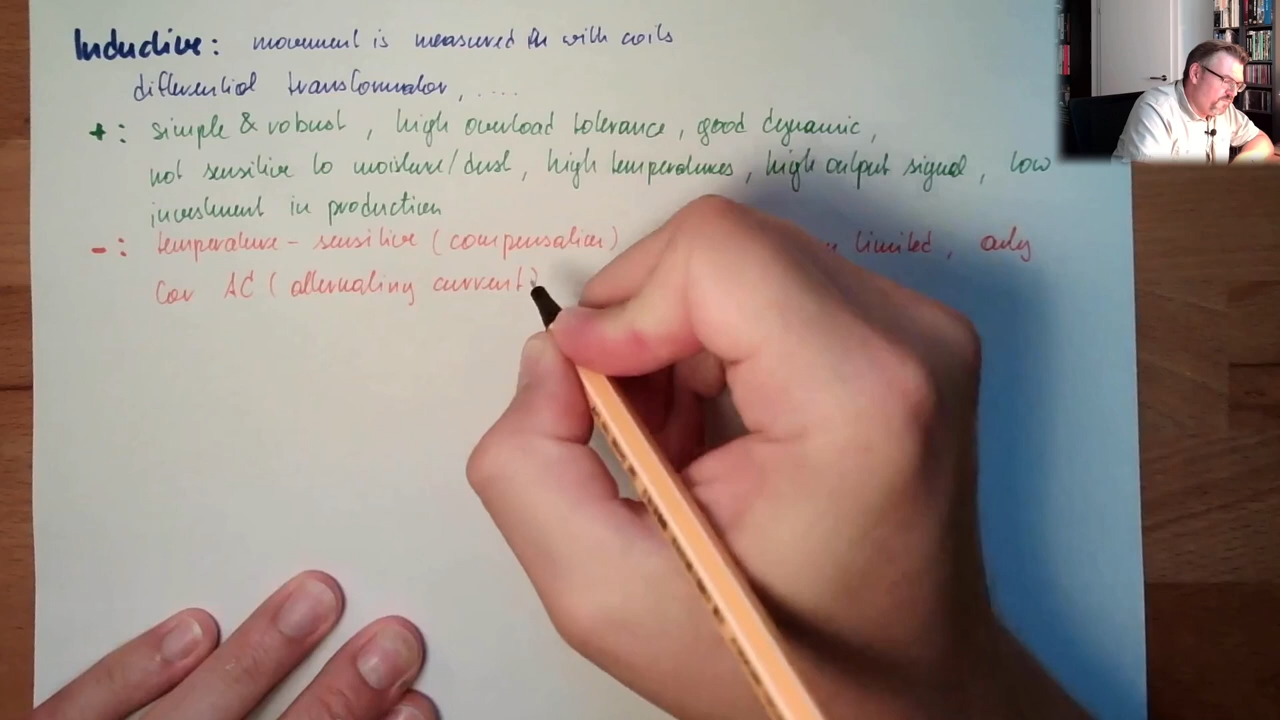 Inductive: movement is measured with coils
differential transformator, ....
+: simple & robust, high overload tolerance, good dynamic,
not sensitive to moisture/dust, high temperatures, high output signal, low
investment in production
-: temperature-sensitive (compensation) limited, only
for AC (alternating current)